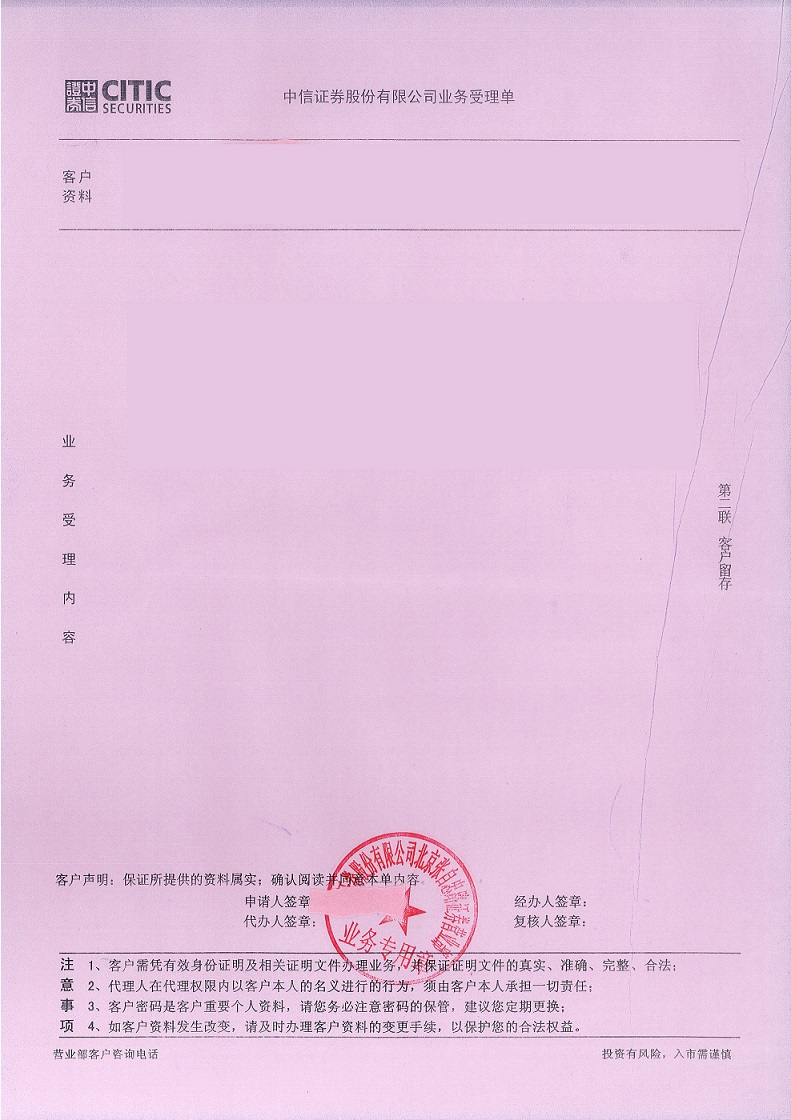 證券 中信 CITIC
SECURITIES
中信证券股份有限公司业务受理单
客户
资料
业
务
受
理
内
容
第二联 客户留存
客户声明：保证所提供的资料属实；确认阅读并同意本单内容。
申请人签章
经办人签章：
代办人签章：
复核人签章：
股份有限公司北京张自忠路证券营业部
业务专用章
注 1、客户需凭有效身份证明及相关证明文件办理业务，并保证证明文件的真实、准确、完整、合法；
意 2、代理人在代理权限内以客户本人的名义进行的行为，须由客户本人承担一切责任；
事 3、客户密码是客户重要个人资料，请您务必注意密码的保管，建议您定期更换；
项 4、如客户资料发生改变，请及时办理客户资料的变更手续，以保护您的合法权益。
营业部客户咨询电话
投资有风险，入市需谨慎